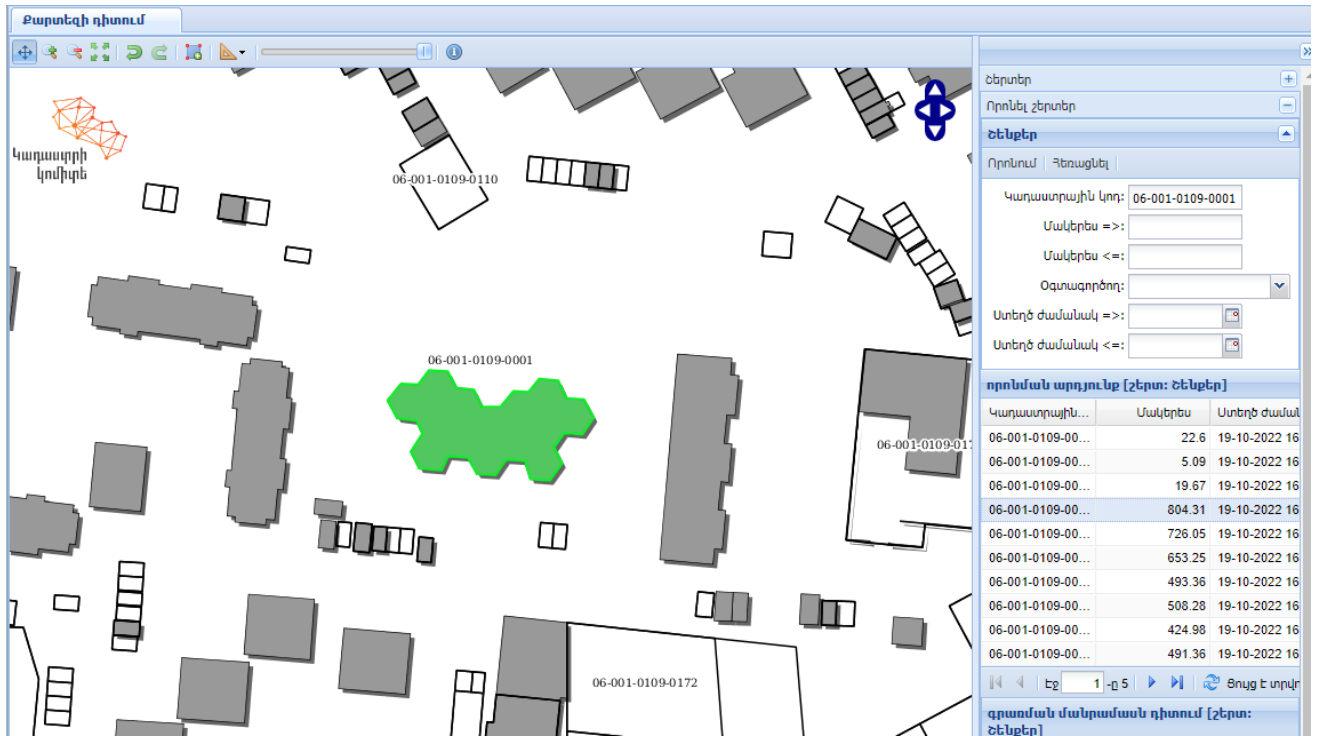 Քարտեզի դիտում
Կադաստրի
կոմիտե
06-001-0109-0110
06-001-0109-0001
06-001-0109-017
06-001-0109-0172
Շերտեր
Որոնել շերտեր
Շենքեր
Որոնում Հեռացնել
Կադաստրային կոդ: 06-001-0109-0001
Մակերես =>:
Մակերես <=:
Օգտագործող:
Ստեղծ ժամանակ =>:
Ստեղծ ժամանակ <=:
որոնման արդյունք [շերտ: Շենքեր]
Կադաստրային... Մակերես Ստեղծ ժամա
06-001-0109-00... 22.6 19-10-2022 16
06-001-0109-00... 5.09 19-10-2022 16
06-001-0109-00... 19.67 19-10-2022 16
06-001-0109-00... 804.31 19-10-2022 16
06-001-0109-00... 726.05 19-10-2022 16
06-001-0109-00... 653.25 19-10-2022 16
06-001-0109-00... 493.36 19-10-2022 16
06-001-0109-00... 508.28 19-10-2022 16
06-001-0109-00... 424.98 19-10-2022 16
06-001-0109-00... 491.36 19-10-2022 16
Էջ 1 -ը 5 Ցույց է տրվ
գրառման մանրամասն դիտում [շերտ:
Շենքեր]